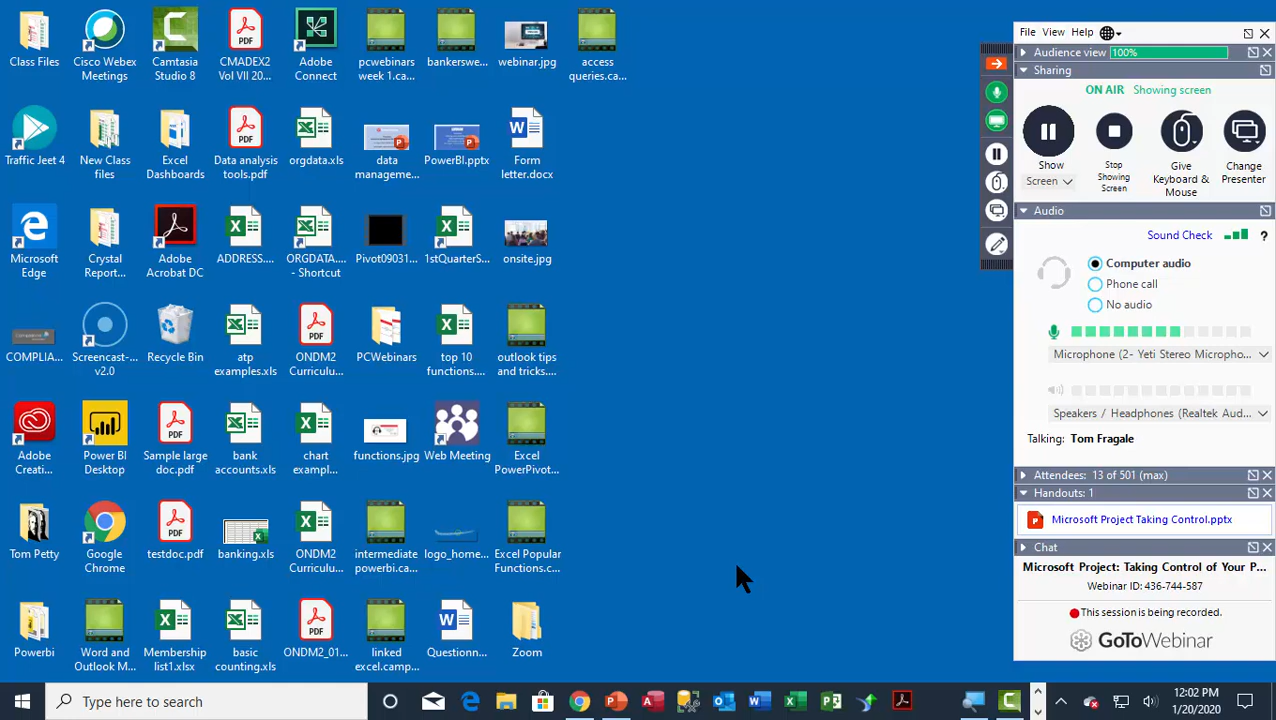 Class Files
Cisco Webex Meetings
Camtasia Studio 8
CMADEX2 Vol VII 20...
Adobe Connect
pcwebinars week 1.ca...
bankerswe...
webinar.jpg
access queries.ca...
Traffic Jeet 4
New Class files
Excel Dashboards
Data analysis tools.pdf
orgdata.xls
data manageme...
PowerBI.pptx
Form letter.docx
Microsoft Edge
Crystal Report...
Adobe Acrobat DC
ADDRESS....
ORGDATA.... - Shortcut
Pivot09031...
1stQuarterS...
onsite.jpg
COMPLIA...
Screencast-... v2.0
Recycle Bin
atp examples.xls
ONDM2 Curriculu...
PCWebinars
top 10 functions....
outlook tips and tricks....
Adobe Creati...
Power BI Desktop
Sample large doc.pdf
bank accounts.xls
chart exampl...
functions.jpg
Web Meeting
Excel PowerPivot...
Tom Petty
Google Chrome
testdoc.pdf
banking.xls
ONDM2 Curriculu...
intermediate powerbi.ca...
logo_home...
Excel Popular Functions.c...
Powerbi
Word and Outlook M...
Membership list1.xlsx
basic counting.xls
ONDM2_01...
linked excel.camp...
Questionn...
Zoom
File View Help
Audience view 100%
Sharing
ON AIR Showing screen
Show
Screen
Stop Showing Screen
Give Keyboard & Mouse
Change Presenter
Audio
Sound Check ?
Computer audio
Phone call
No audio
Microphone (2- Yeti Stereo Micropho...
Speakers / Headphones (Realtek Aud...
Talking: Tom Fragale
Attendees: 13 of 501 (max)
Handouts: 1
Microsoft Project Taking Control.pptx
Chat
Microsoft Project: Taking Control of Your P...
Webinar ID: 436-744-587
This session is being recorded.
GoToWebinar
Type here to search
12:02 PM
1/20/2020